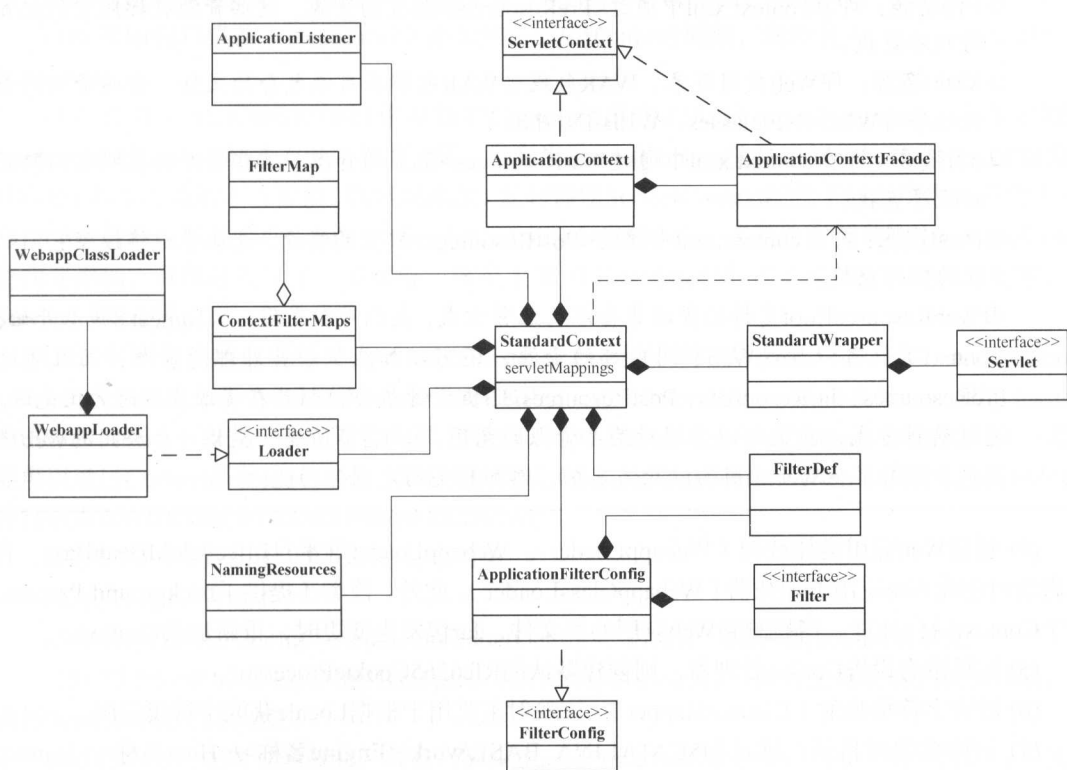 <<interface>>
ServletContext
ApplicationListener
FilterMap
ApplicationContext
ApplicationContextFacade
WebappClassLoader
ContextFilterMaps
StandardContext
servletMappings
StandardWrapper
<<interface>>
Servlet
WebappLoader
<<interface>>
Loader
FilterDef
NamingResources
ApplicationFilterConfig
<<interface>>
Filter
<<interface>>
FilterConfig